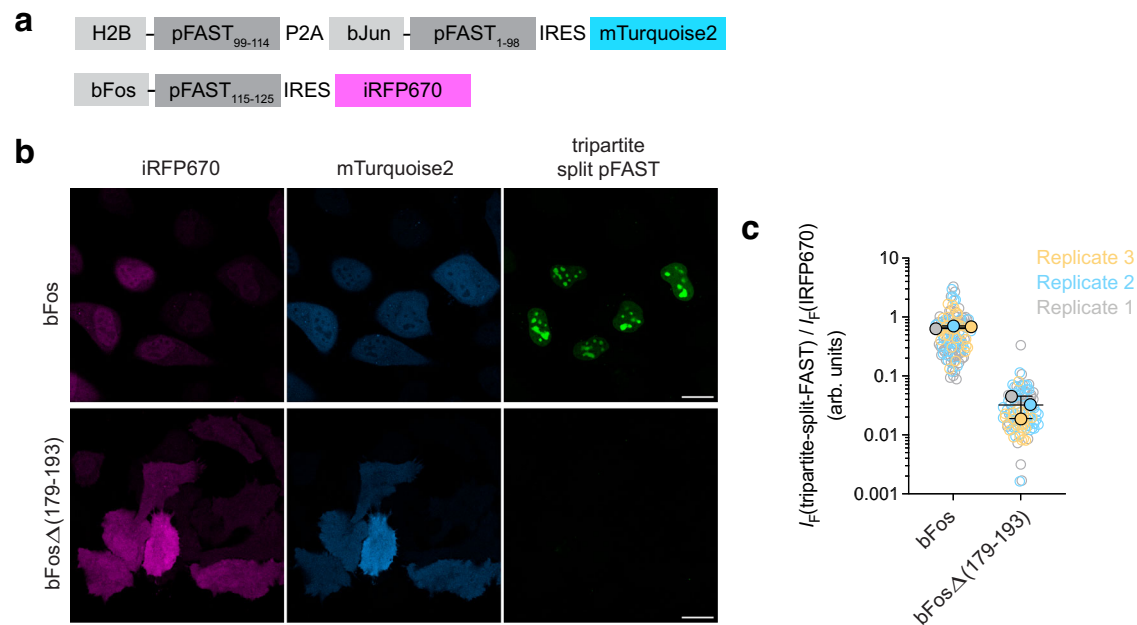 a
H2B - pFAST99-114 P2A bJun - pFAST1-98 IRES mTurquoise2
bFos - pFAST115-125 IRES iRFP670
b
iRFP670 mTurquoise2 tripartite
split pFAST
bFos
bFosΔ(179-193)
c
IF(tripartite-split-FAST) / IF(IRFP670)
(arb. units)
10
1
0.1
0.01
0.001
Replicate 3
Replicate 2
Replicate 1
bFos
bFosΔ(179-193)